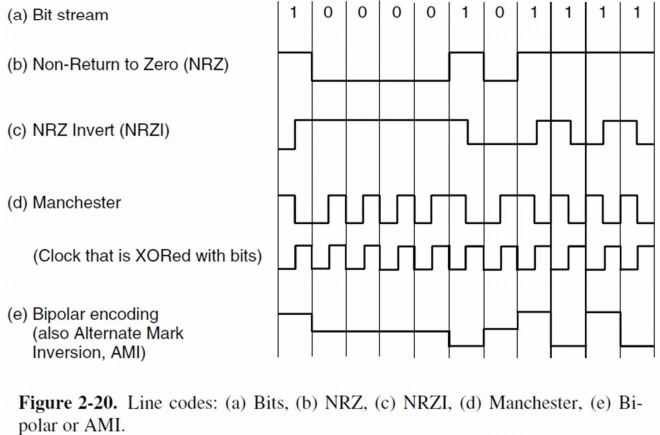 (a) Bit stream 1 0 0 0 0 1 0 1 1 1 1
(b) Non-Return to Zero (NRZ)
(c) NRZ Invert (NRZI)
(d) Manchester
(Clock that is XORed with bits)
(e) Bipolar encoding
(also Alternate Mark
Inversion, AMI)
Figure 2-20. Line codes: (a) Bits, (b) NRZ, (c) NRZI, (d) Manchester, (e) Bi-
polar or AMI.